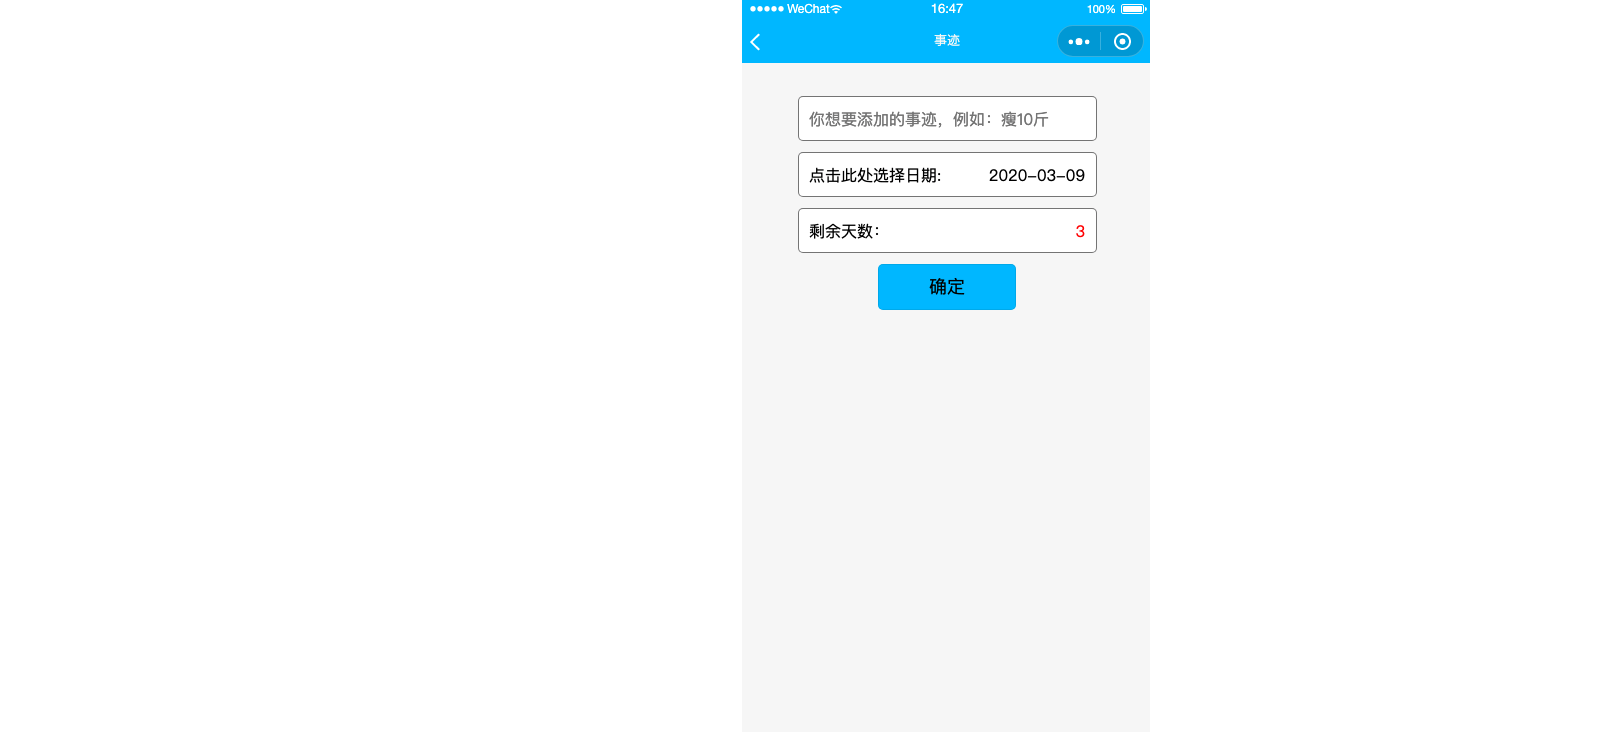 WeChat 16:47 100%
事迹
你想要添加的事迹，例如：瘦10斤
点击此处选择日期: 2020-03-09
剩余天数： 3
确定